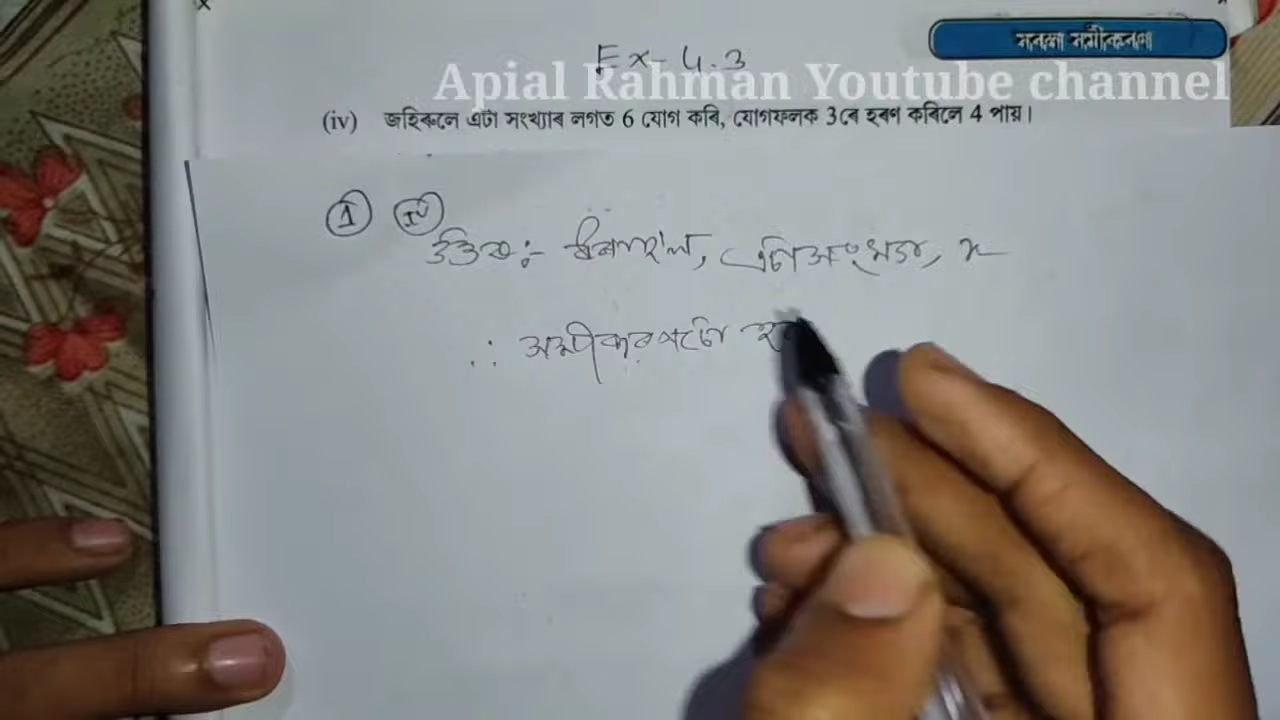 সৰল সমীকৰণ
Ex - 4.3
Apial Rahman Youtube channel
(iv) জহিৰুলে এটা সংখ্যাৰ লগত 6 যোগ কৰি, যোগফলক 3ৰে হৰণ কৰিলে 4 পায়।
1 iv
উত্তৰঃ- ধৰাহ'ল, এটা সংখ্যা, x
∴ সমীকৰণটো